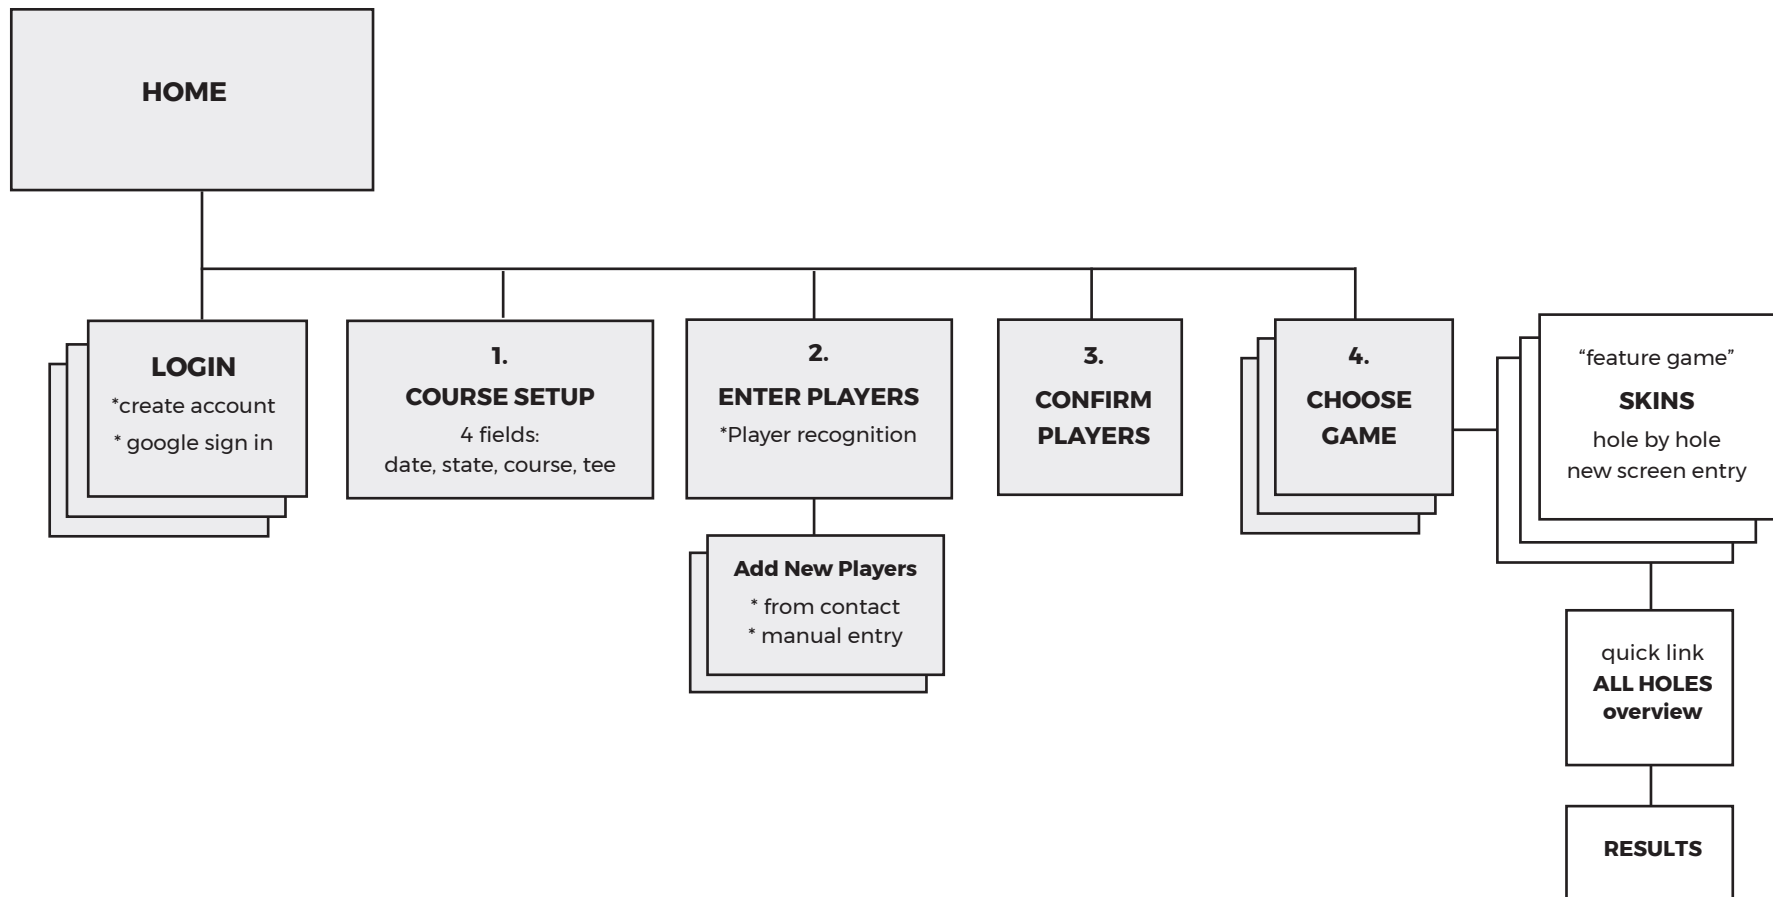 HOME
LOGIN
*create account
* google sign in
1.
COURSE SETUP
4 fields:
date, state, course, tee
2.
ENTER PLAYERS
*Player recognition
Add New Players
* from contact
* manual entry
3.
CONFIRM
PLAYERS
4.
CHOOSE
GAME
“feature game”
SKINS
hole by hole
new screen entry
quick link
ALL HOLES
overview
RESULTS